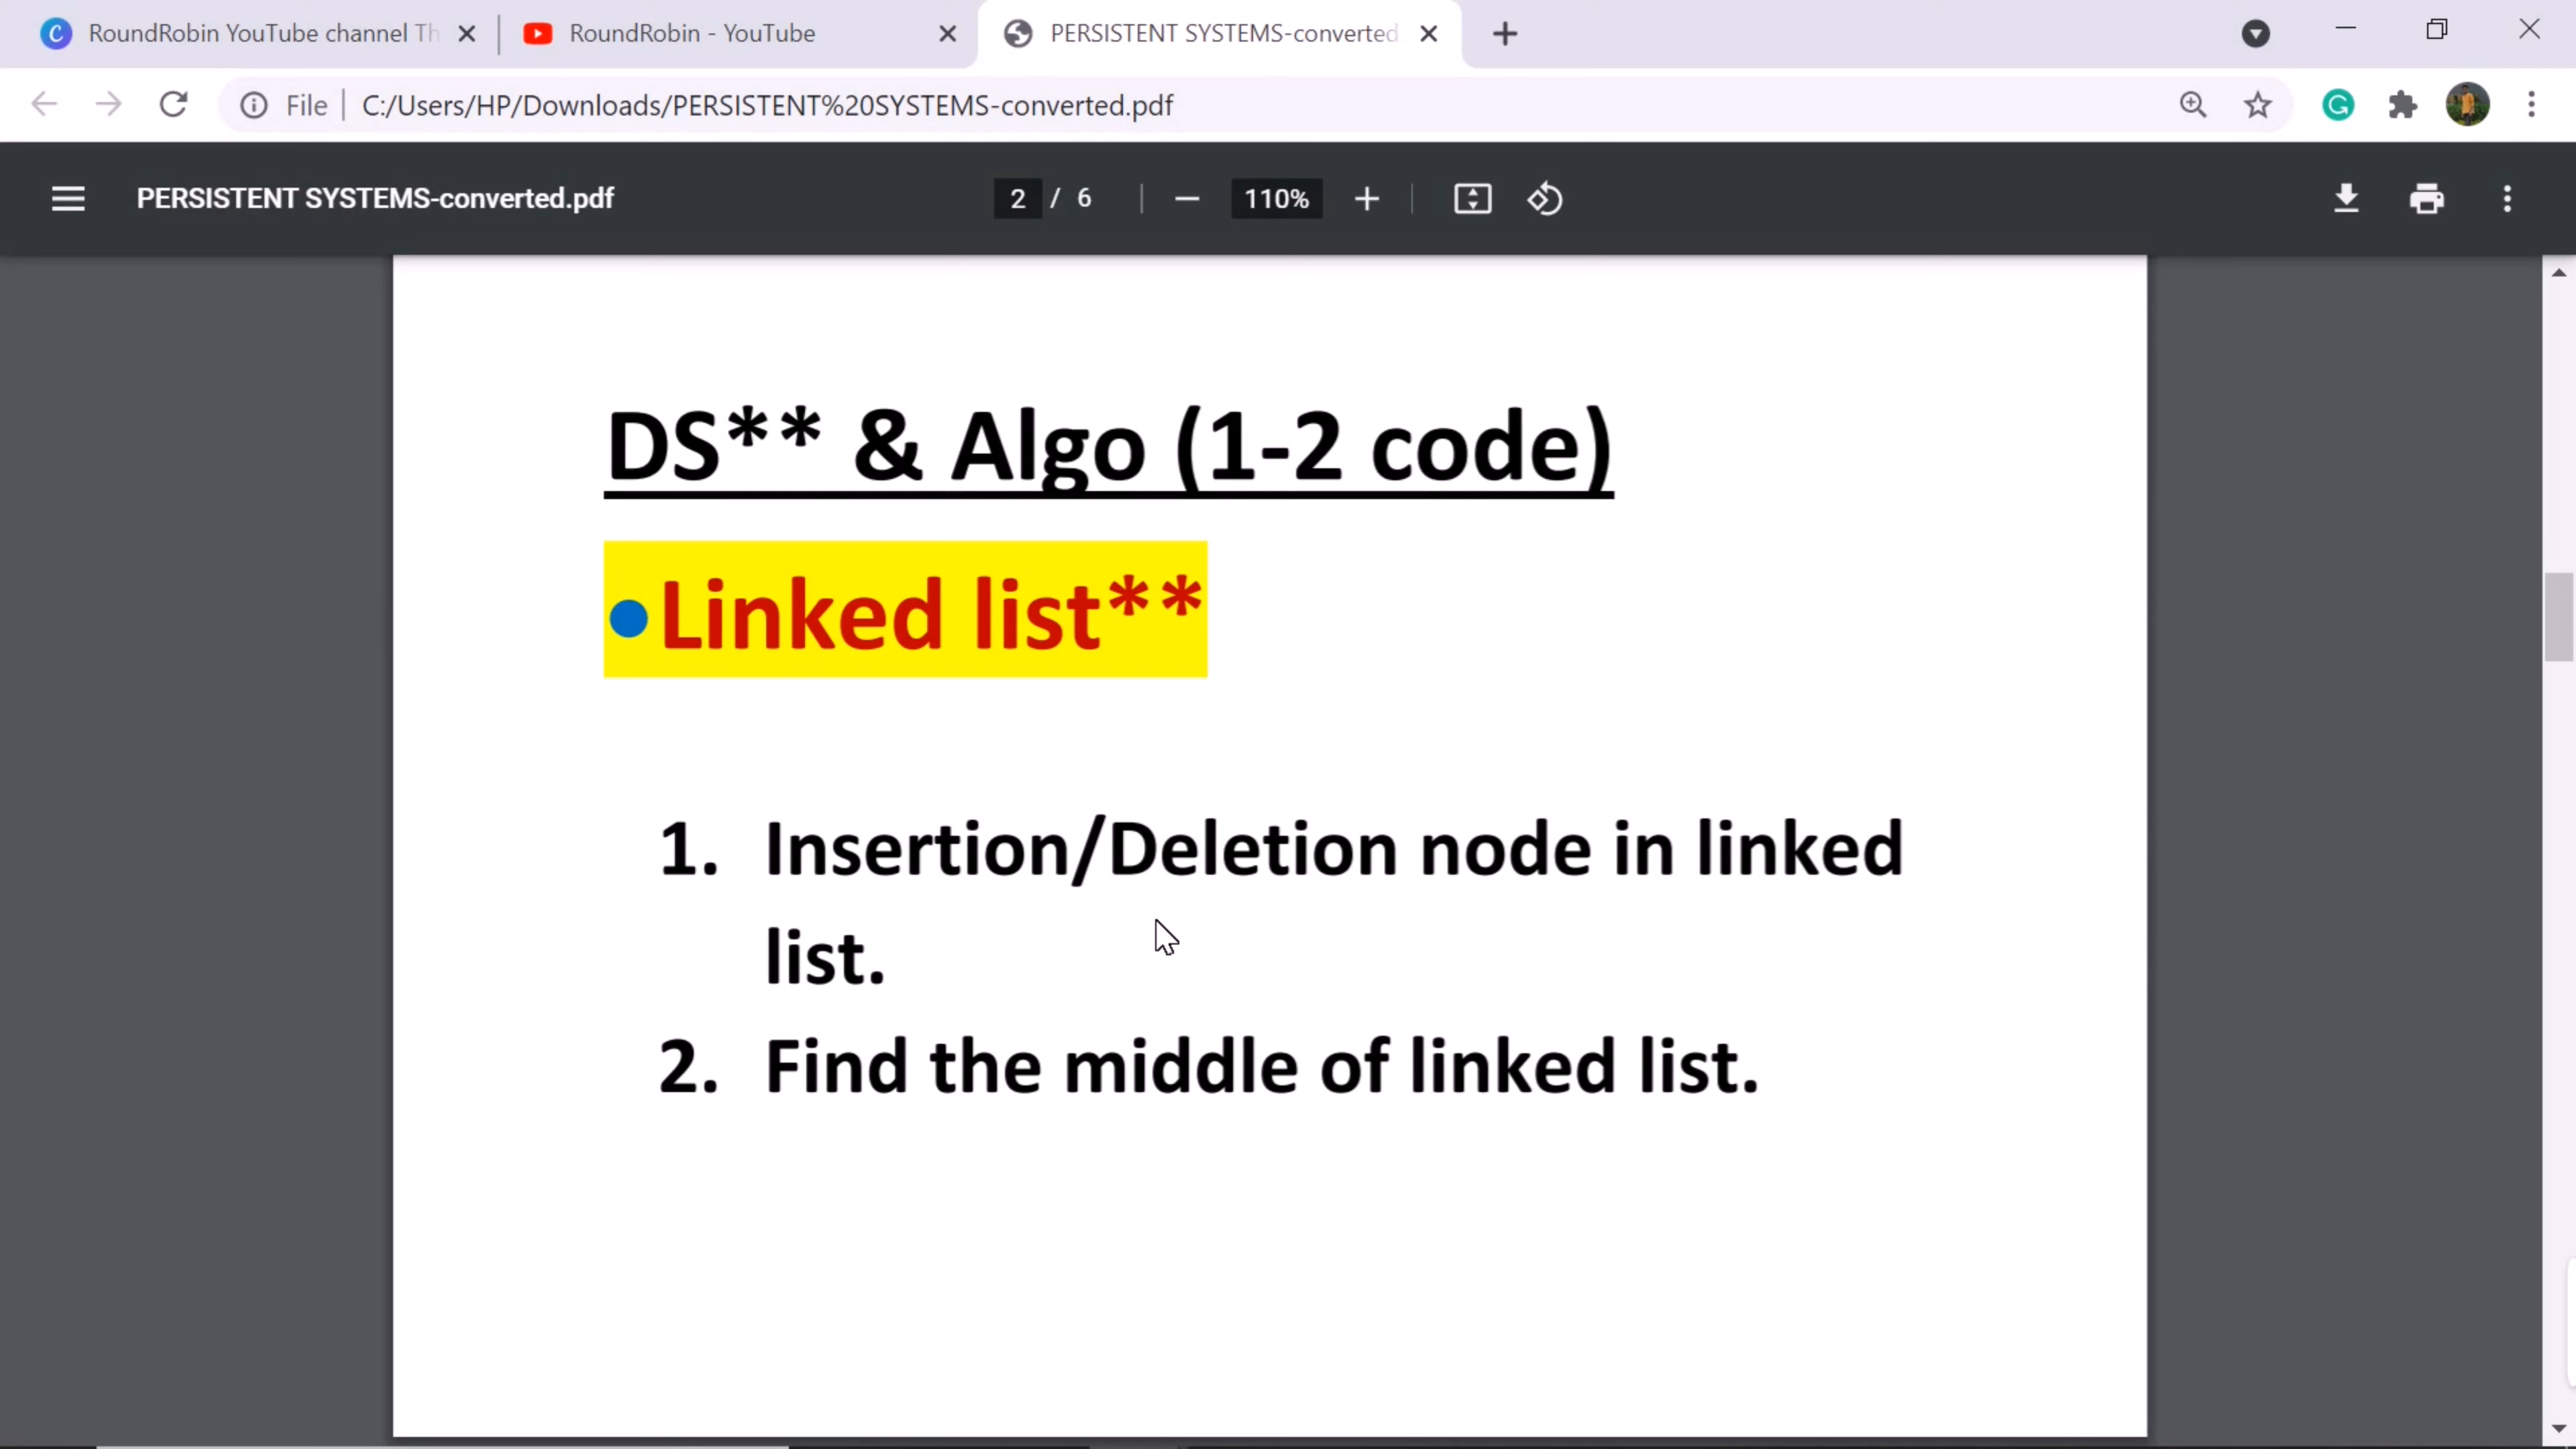 RoundRobin YouTube channel Th
RoundRobin - YouTube
PERSISTENT SYSTEMS-converted
File
C:/Users/HP/Downloads/PERSISTENT%20SYSTEMS-converted.pdf
PERSISTENT SYSTEMS-converted.pdf
2 / 6
110%
DS** & Algo (1-2 code)
•Linked list**
1. Insertion/Deletion node in linked
list.
2. Find the middle of linked list.